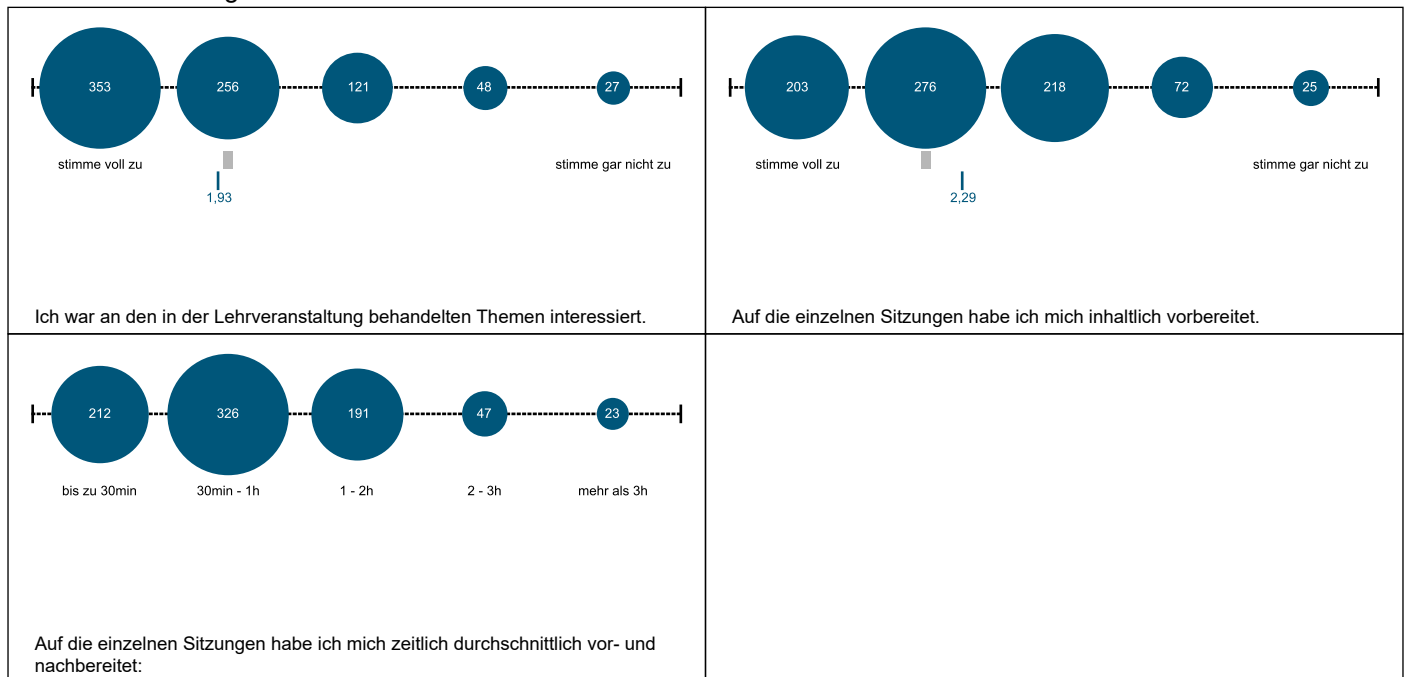 353 256 121 48 27
stimme voll zu stimme gar nicht zu
1,93
Ich war an den in der Lehrveranstaltung behandelten Themen interessiert.
203 276 218 72 25
stimme voll zu stimme gar nicht zu
2,29
Auf die einzelnen Sitzungen habe ich mich inhaltlich vorbereitet.
212 326 191 47 23
bis zu 30min 30min - 1h 1 - 2h 2 - 3h mehr als 3h
Auf die einzelnen Sitzungen habe ich mich zeitlich durchschnittlich vor- und
nachbereitet: